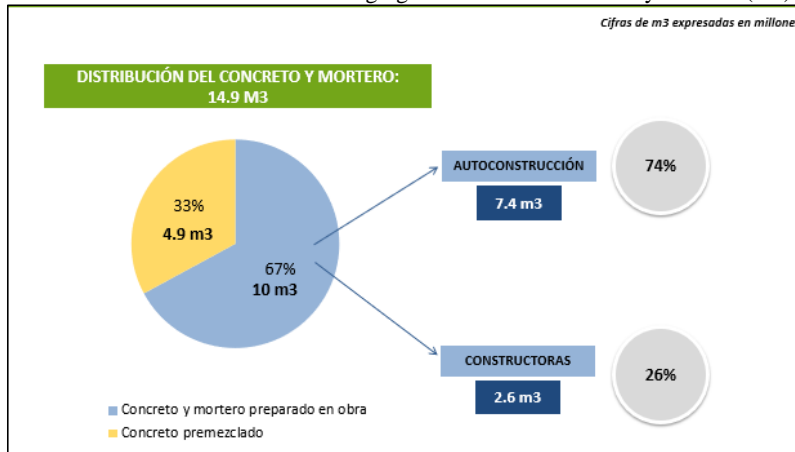 Cifras de m3 expresadas en millone
DISTRIBUCIÓN DEL CONCRETO Y MORTERO:
14.9 M3
AUTOCONSTRUCCIÓN
74%
7.4 m3
33%
4.9 m3
67%
10 m3
CONSTRUCTORAS
26%
2.6 m3
Concreto y mortero preparado en obra
Concreto premezclado